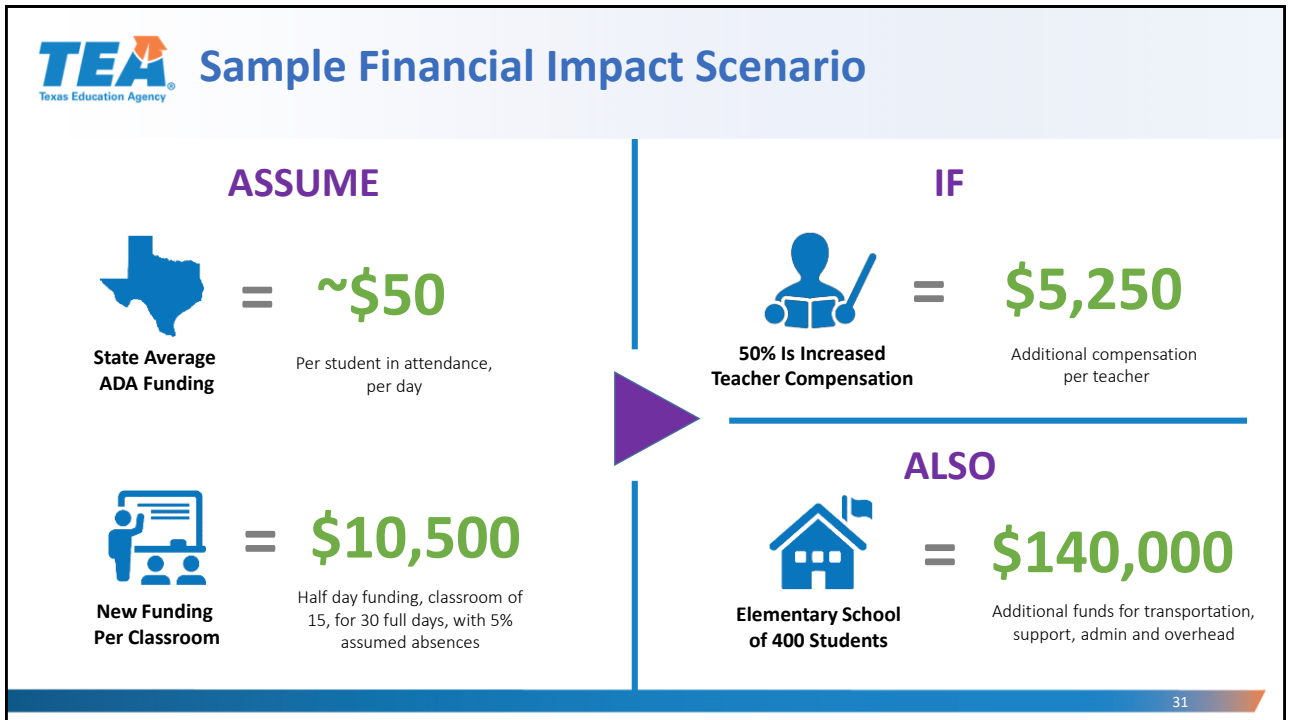 TEA®
Texas Education Agency
Sample Financial Impact Scenario
ASSUME
=
~$50
State Average
ADA Funding
Per student in attendance,
per day
=
$10,500
New Funding
Per Classroom
Half day funding, classroom of
15, for 30 full days, with 5%
assumed absences
IF
=
$5,250
50% Is Increased
Teacher Compensation
Additional compensation
per teacher
ALSO
=
$140,000
Elementary School
of 400 Students
Additional funds for transportation,
support, admin and overhead
31